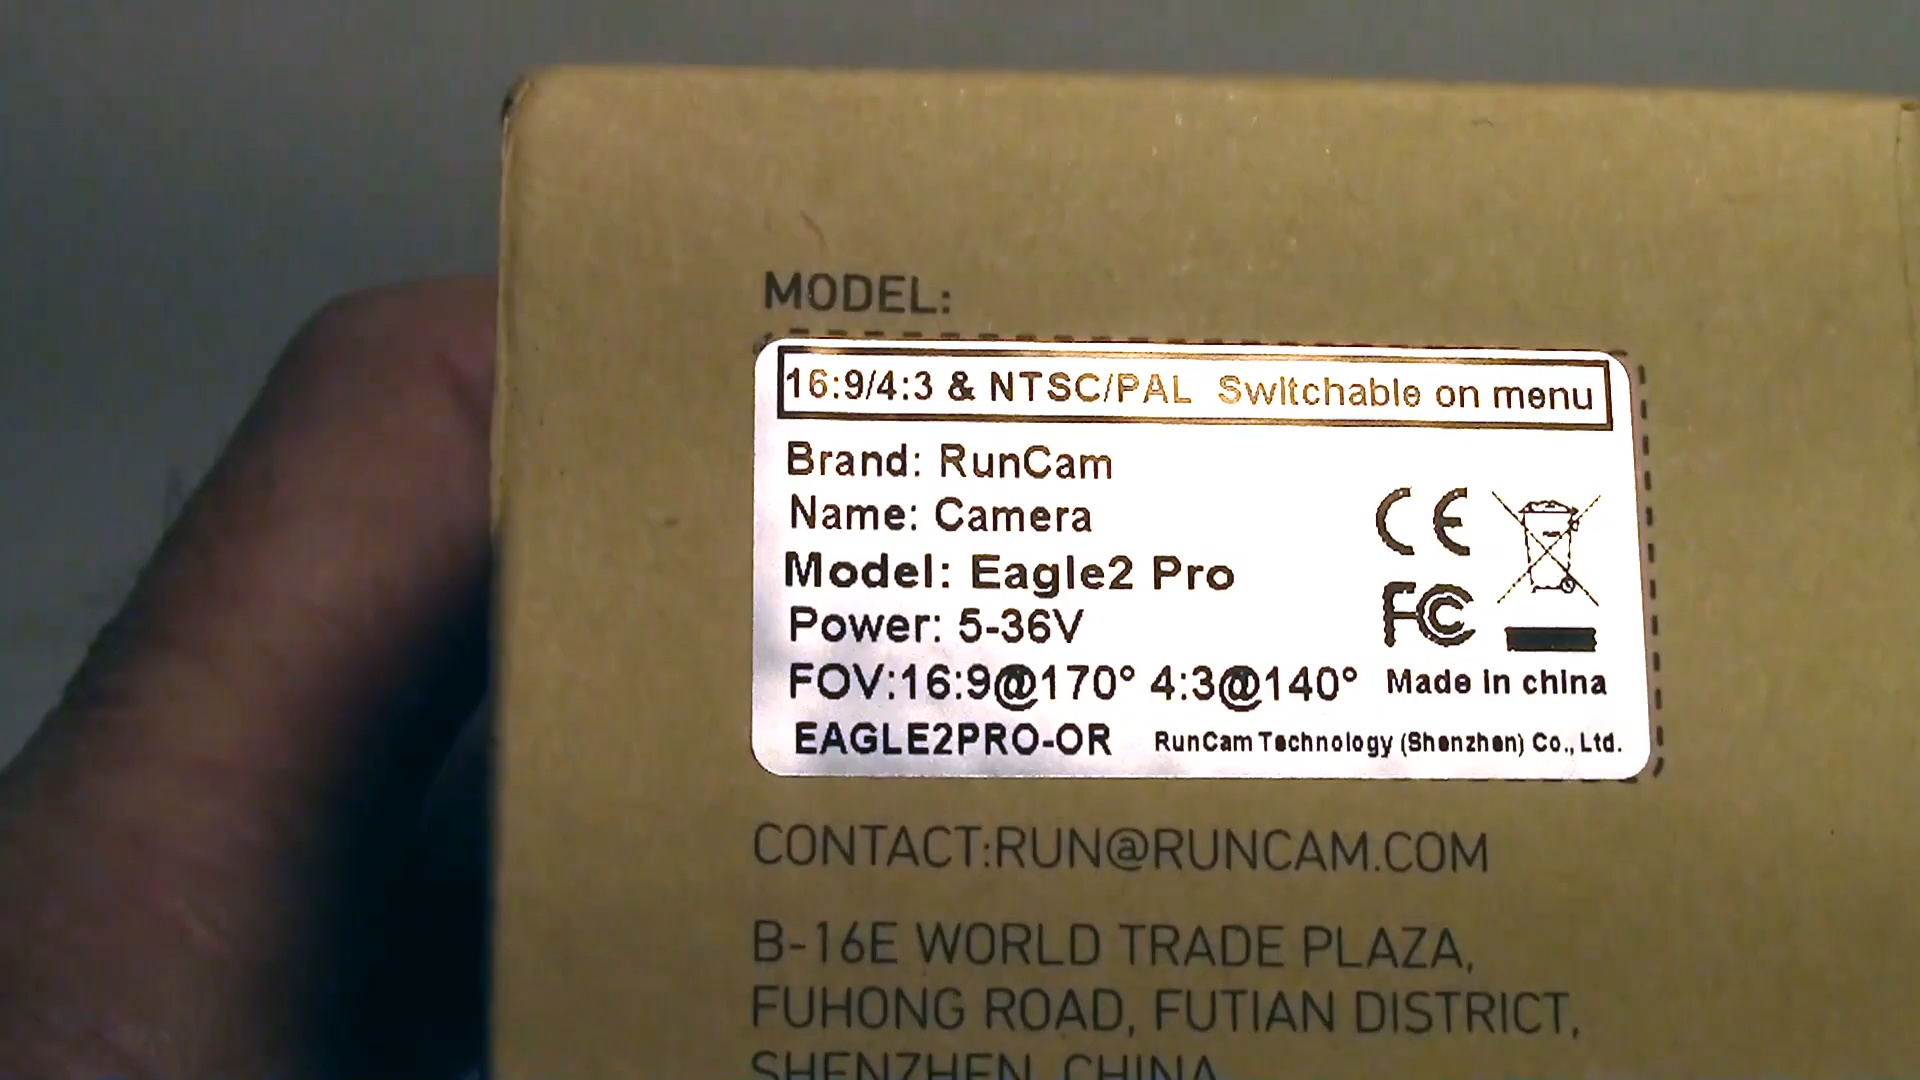 MODEL:
16:9/4:3 & NTSC/PAL Switchable on menu
Brand: RunCam
Name: Camera
Model: Eagle2 Pro
Power: 5-36V
FOV:16:9@170° 4:3@140°
CE
FC
Made in china
EAGLE2PRO-OR RunCam Technology (Shenzhen) Co., Ltd.
CONTACT:RUN@RUNCAM.COM
B-16E WORLD TRADE PLAZA,
FUHONG ROAD, FUTIAN DISTRICT,
SHENZHEN, CHINA